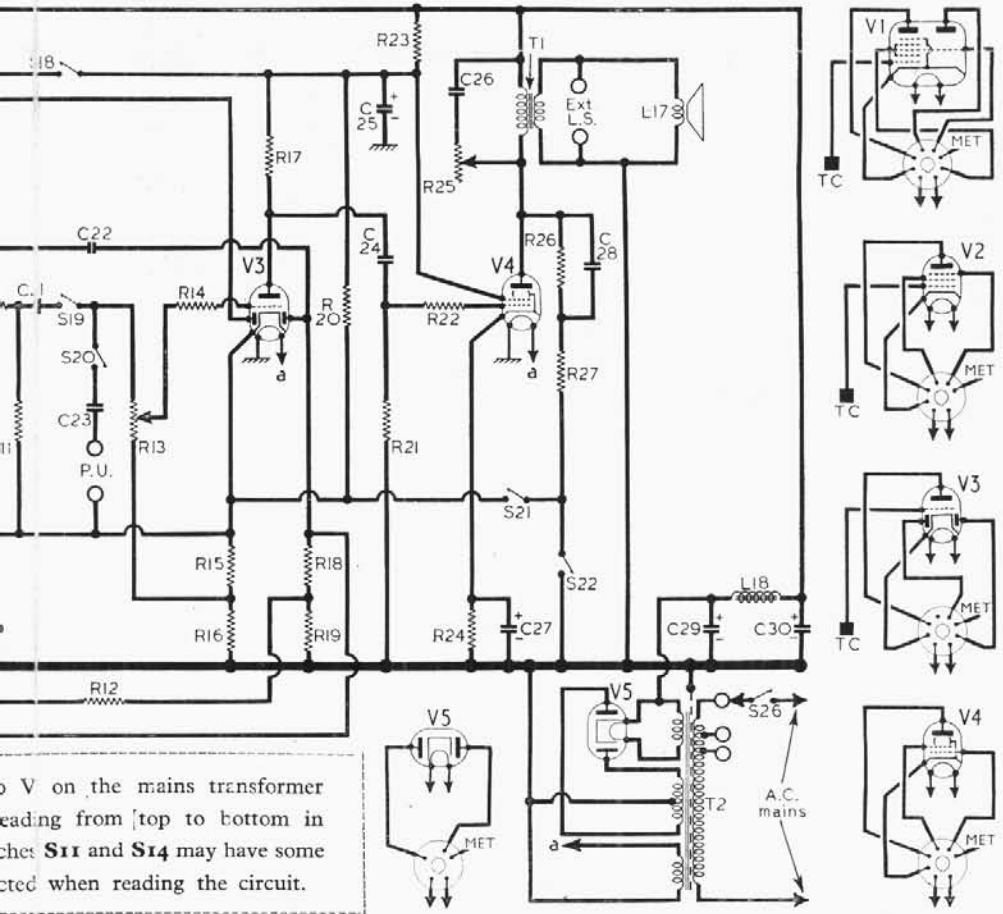 R23
T1
V1
S18
C26
C
25
+
-
Ext
L.S.
L17
R17
R25
MET
TC
C22
C
24
R26
C
28
V2
V3
V4
S19
R14
R
20
R22
S20
a
a
R27
MET
TC
C23
R13
R21
P.U.
V3
S21
R15
R18
S22
L18
R16
R19
R24
+
C27
-
C29
+
-
C30
+
-
MET
TC
R12
V5
V5
S26
V4
T2
A.C.
mains
a
MET
MET
V on the mains transformer
from top to bottom in
S11 and S14 may have some
when reading the circuit.